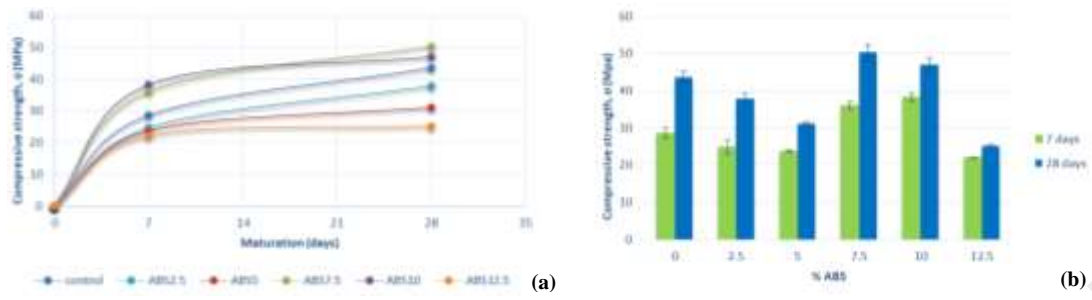 60
50
40
30
20
10
0
Compressive strength, σ (MPa)
0 7 14 21 28 35
Maturation (days)
control ABS2.5 ABS5 ABS7.5 ABS10 ABS12.5
(a)
60
50
40
30
20
10
0
Compressive strength, σ (Mpa)
0 2.5 5 7.5 10 12.5
% ABS
7 days
28 days
(b)